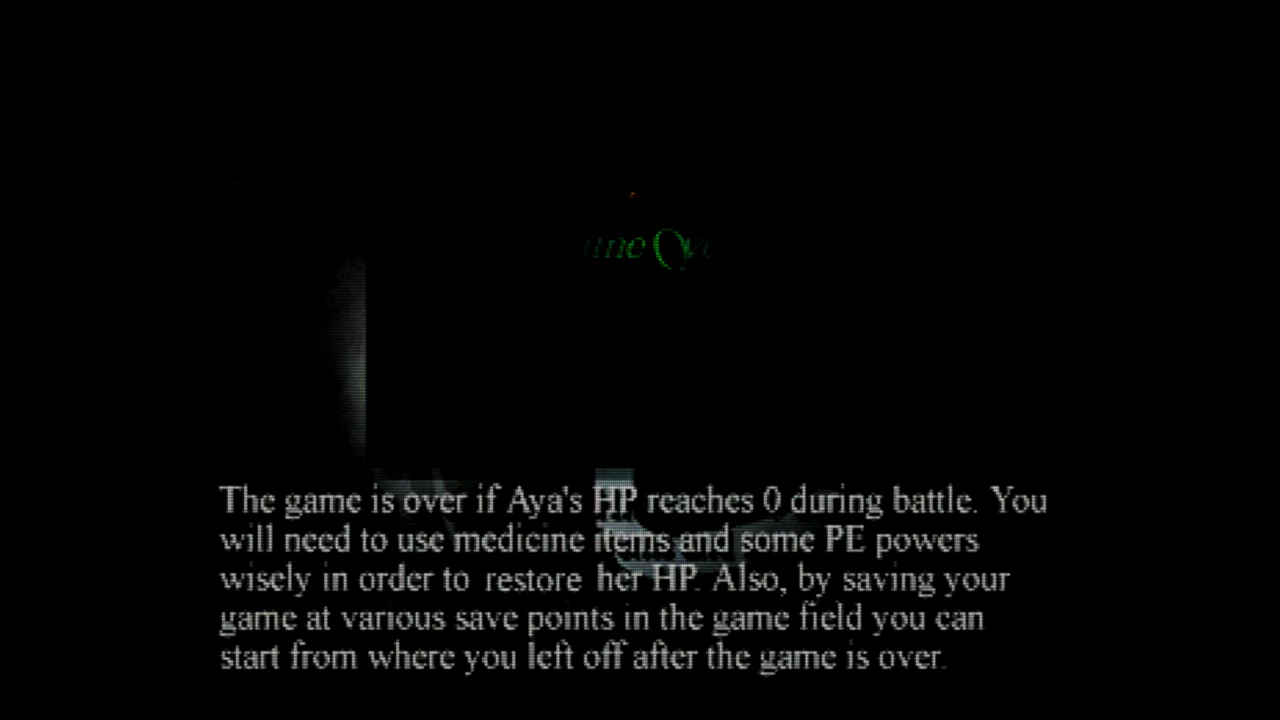 The game is over if Aya's HP reaches 0 during battle. You
will need to use medicine items and some PE powers
wisely in order to restore her HP. Also, by saving your
game at various save points in the game field you can
start from where you left off after the game is over.